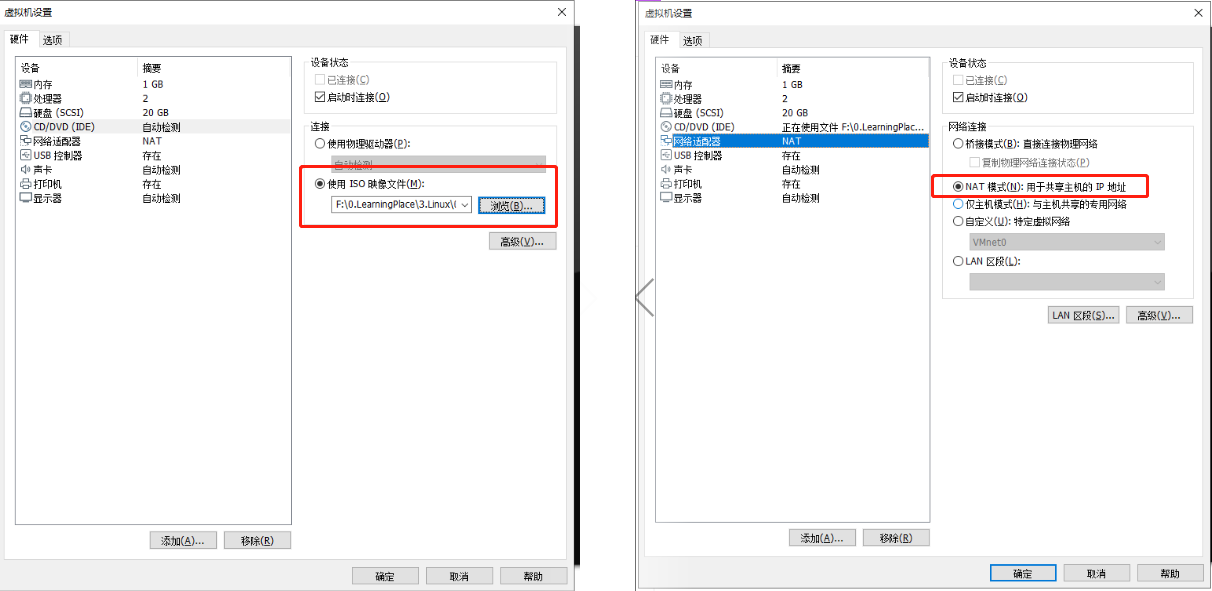 虚拟机设置
硬件 选项
设备 摘要
内存 1 GB
处理器 2
硬盘 (SCSI) 20 GB
CD/DVD (IDE) 自动检测
网络适配器 NAT
USB 控制器 存在
声卡 自动检测
打印机 存在
显示器 自动检测
添加(A)... 移除(R)
设备状态
已连接(C)
启动时连接(O)
连接
使用物理驱动器(P):
自动检测
使用 ISO 映像文件(M):
F:\0.LearningPlace\3.Linux\( 浏览(B)...
高级(V)...
确定 取消 帮助
虚拟机设置
硬件 选项
设备 摘要
内存 1 GB
处理器 2
硬盘 (SCSI) 20 GB
CD/DVD (IDE) 正在使用文件 F:\0.LearningPlac...
网络适配器 NAT
USB 控制器 存在
声卡 自动检测
打印机 存在
显示器 自动检测
添加(A)... 移除(R)
设备状态
已连接(C)
启动时连接(O)
网络连接
桥接模式(B): 直接连接物理网络
复制物理网络连接状态(P)
NAT 模式(N): 用于共享主机的 IP 地址
仅主机模式(H): 与主机共享的专用网络
自定义(U): 特定虚拟网络
VMnet0
LAN 区段(L):
LAN 区段(S)... 高级(V)...
确定 取消 帮助